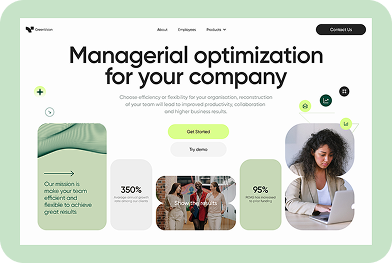 GreenVision
About
Employees
Products
Contact Us
Managerial optimization
for your company
Choose efficiency or flexibility for your organisation, reconstruction
of your team will lead to improved productivity, collaboration
and higher business results.
Get Started
Try demo
Our mission is
make your team
efficient and
flexible to achieve
great results
350%
Show the results
95%